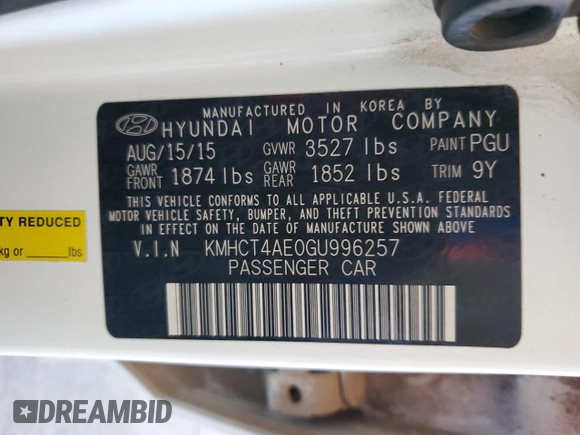 MANUFACTURED IN KOREA BY
HYUNDAI MOTOR COMPANY
AUG/15/15 GVWR 3527 lbs PAINT PGU
GAWR FRONT 1874 lbs GAWR REAR 1852 lbs TRIM 9Y
THIS VEHICLE CONFORMS TO ALL APPLICABLE U.S.A. FEDERAL
MOTOR VEHICLE SAFETY, BUMPER, AND THEFT PREVENTION
STANDARDS IN EFFECT ON THE DATE OF MANUFACTURE SHOWN ABOVE.
V.I.N KMHCT4AE0GU996257
PASSENGER CAR
TY REDUCED
kg or ____ lbs
DREAMBID